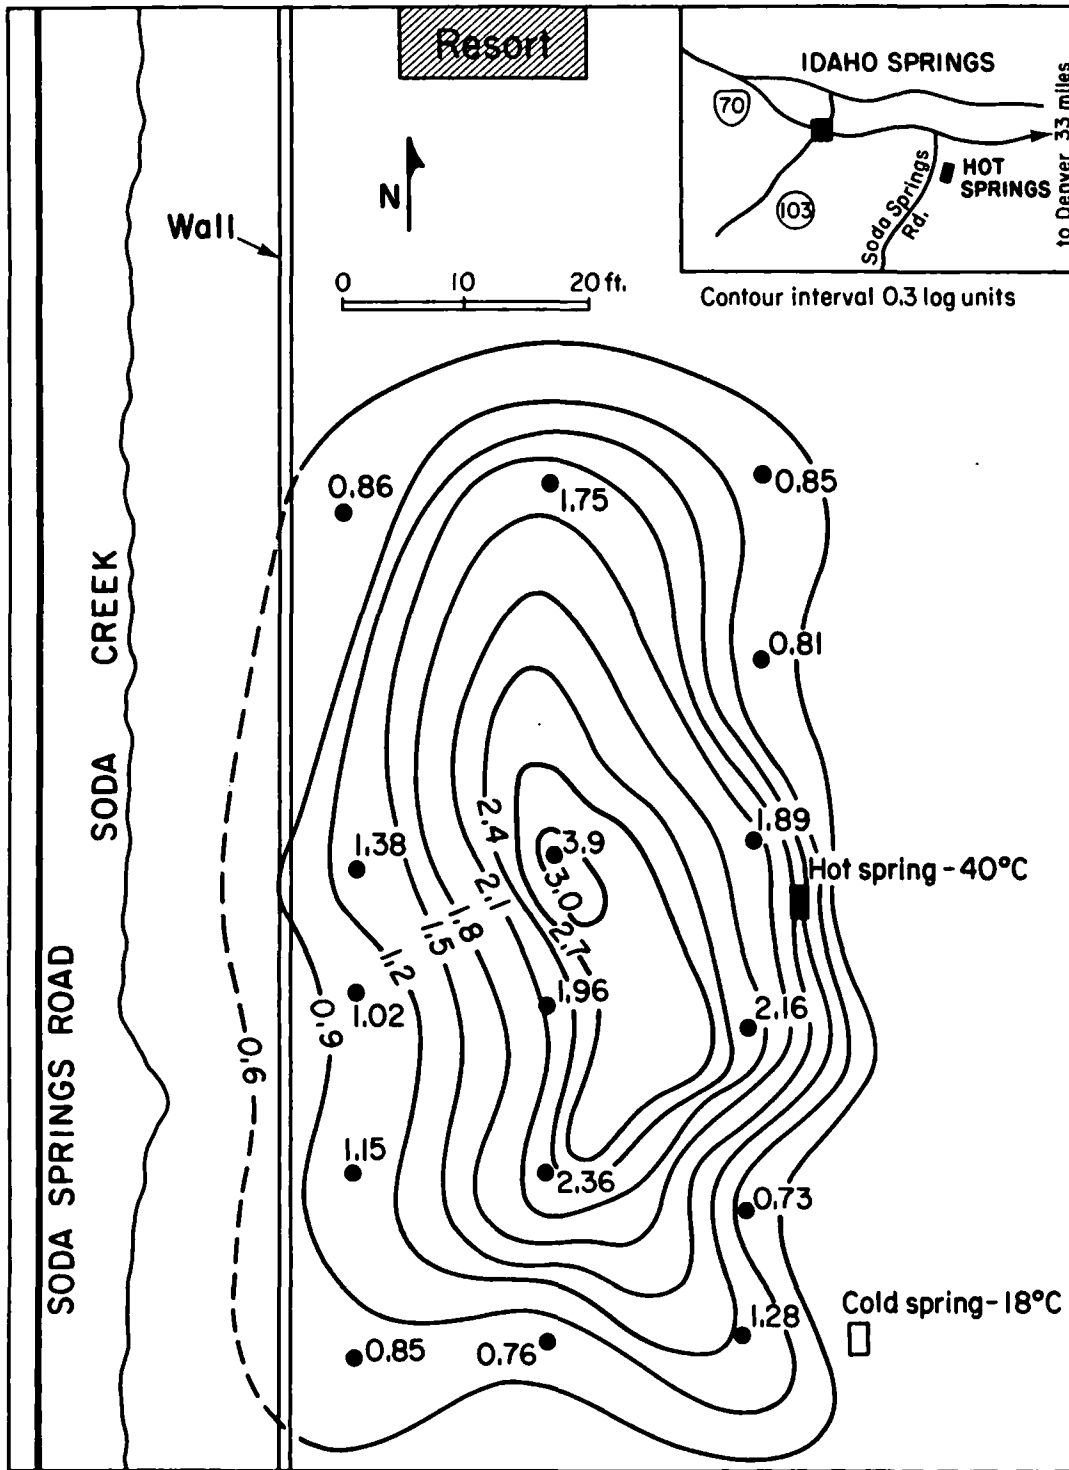 Resort
IDAHO SPRINGS
70
103
HOT
SPRINGS
Soda Springs
Rd.
to Denver 33 miles
N
Wall
0 10 20 ft.
Contour interval 0.3 log units
0.86
1.75
0.85
0.81
SODA CREEK
1.89
Hot spring - 40°C
2.4
3.9
3.0
1.38
2.1
1.8
1.5
2.7
1.2
1.96
2.16
1.02
0.9
0.6
SODA SPRINGS ROAD
1.15
2.36
0.73
Cold spring - 18°C
1.28
0.85
0.76